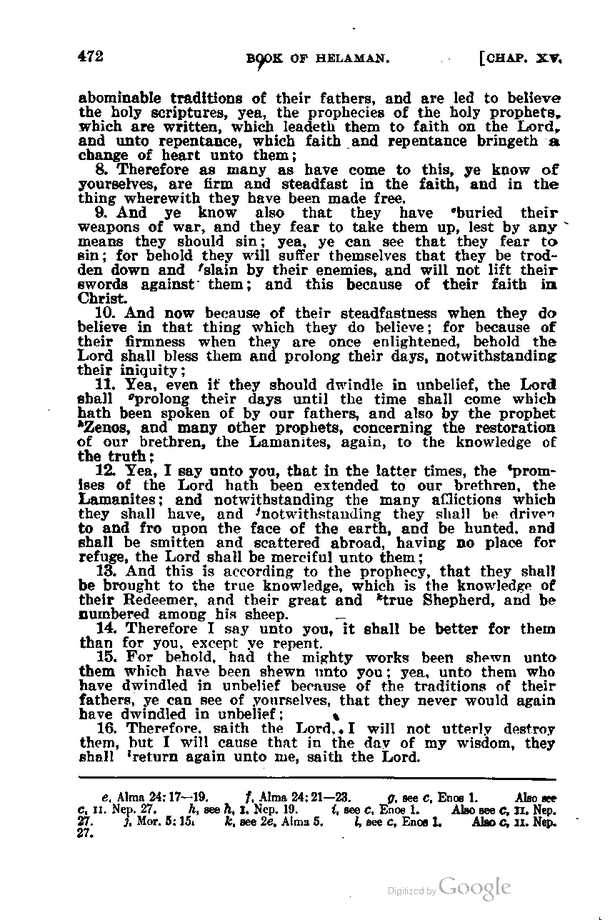 472 BOOK OF HELAMAN. [CHAP. XV.
abominable traditions of their fathers, and are led to believe
the holy scriptures, yea, the prophecies of the holy prophets,
which are written, which leadeth them to faith on the Lord,
and unto repentance, which faith and repentance bringeth a
change of heart unto them;
8. Therefore as many as have come to this, ye know of
yourselves, are firm and steadfast in the faith, and in the
thing wherewith they have been made free.
9. And ye know also that they have ᵉburied their
weapons of war, and they fear to take them up, lest by any
means they should sin; yea, ye can see that they fear to
sin; for behold they will suffer themselves that they be trod-
den down and ᶠslain by their enemies, and will not lift their
swords against them; and this because of their faith in
Christ.
10. And now because of their steadfastness when they do
believe in that thing which they do believe; for because of
their firmness when they are once enlightened, behold the
Lord shall bless them and prolong their days, notwithstanding
their iniquity;
11. Yea, even if they should dwindle in unbelief, the Lord
shall ᵍprolong their days until the time shall come which
hath been spoken of by our fathers, and also by the prophet
ʰZenos, and many other prophets, concerning the restoration
of our brethren, the Lamanites, again, to the knowledge of
the truth;
12. Yea, I say unto you, that in the latter times, the ⁱprom-
ises of the Lord hath been extended to our brethren, the
Lamanites; and notwithstanding the many afflictions which
they shall have, and ʲnotwithstanding they shall be driven
to and fro upon the face of the earth, and be hunted, and
shall be smitten and scattered abroad, having no place for
refuge, the Lord shall be merciful unto them;
13. And this is according to the prophecy, that they shall
be brought to the true knowledge, which is the knowledge of
their Redeemer, and their great and ᵏtrue Shepherd, and be
numbered among his sheep.
14. Therefore I say unto you, it shall be better for them
than for you, except ye repent.
15. For behold, had the mighty works been shewn unto
them which have been shewn unto you; yea, unto them who
have dwindled in unbelief because of the traditions of their
fathers, ye can see of yourselves, that they never would again
have dwindled in unbelief;
16. Therefore, saith the Lord, I will not utterly destroy
them, but I will cause that in the day of my wisdom, they
shall ˡreturn again unto me, saith the Lord.
e, Alma 24: 17—19. f, Alma 24: 21—23. g, see c, Enos 1. Also see
c, II. Nep. 27. h, see h, I. Nep. 19. i, see c, Enos 1. Also see c, II. Nep.
27. j, Mor. 5: 15. k, see 2e, Alma 5. l, see c, Enos 1. Also c, II. Nep.
27.
Digitized by Google